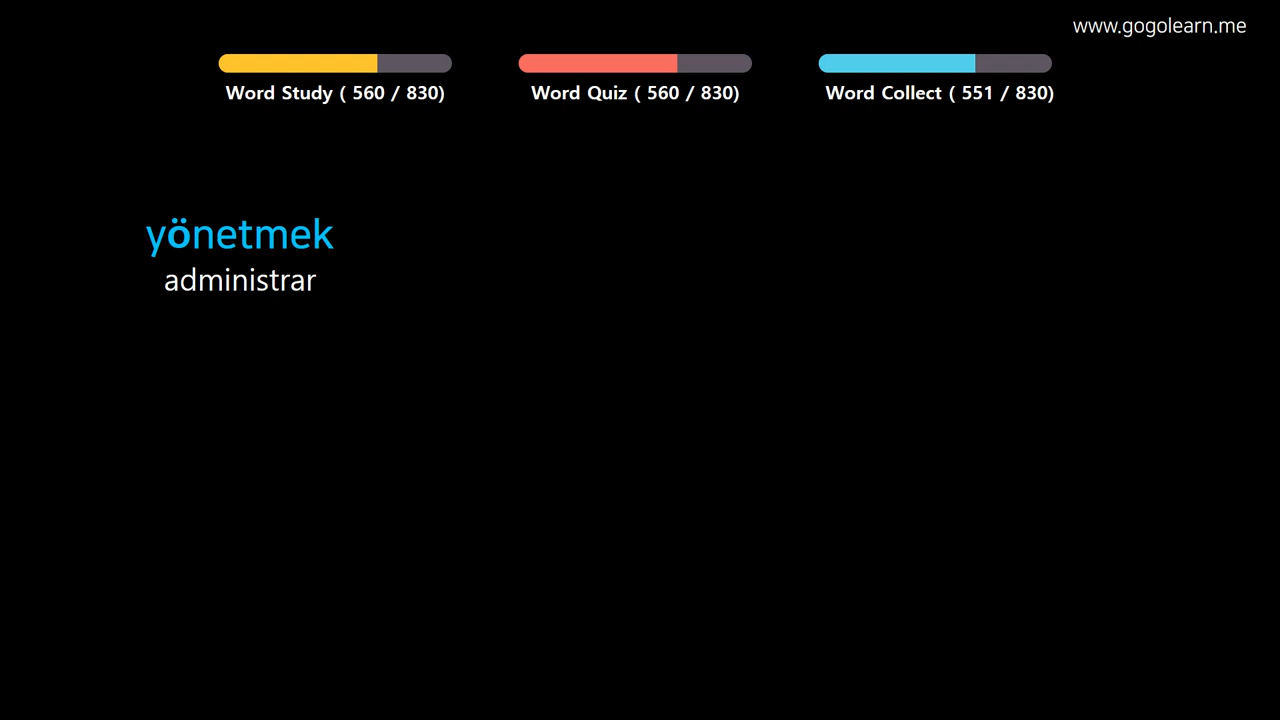 www.gogolearn.me
Word Study ( 560 / 830)
Word Quiz ( 560 / 830)
Word Collect ( 551 / 830)
yönetmek
administrar